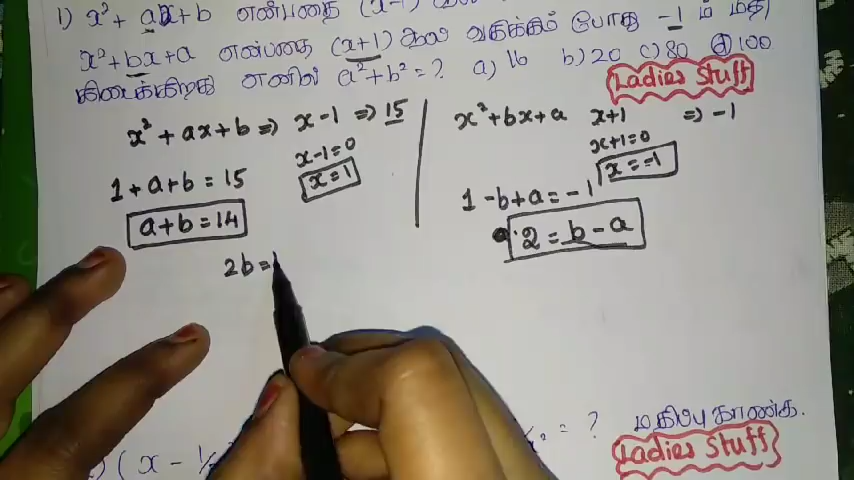 1) x² + ax + b என்பதை (x-1) ஆல
வகுக்கும் போது -1 ம் மீதி
x² + bx + a என்பதை (x+1) ஆல
கிடைக்கிறது எனில் a² + b² = ? a) 16 b) 20 c) 80 d) 100
Ladies Stuff
x² + ax + b ⇒ x - 1 ⇒ 15
x - 1 = 0
x = 1
1 + a + b = 15
a + b = 14
2b =
x² + bx + a x + 1 ⇒ -1
x + 1 = 0
x = -1
1 - b + a = -1
2 = b - a
(x - 1/
= ? மதிப்பு காண்க.
Ladies Stuff